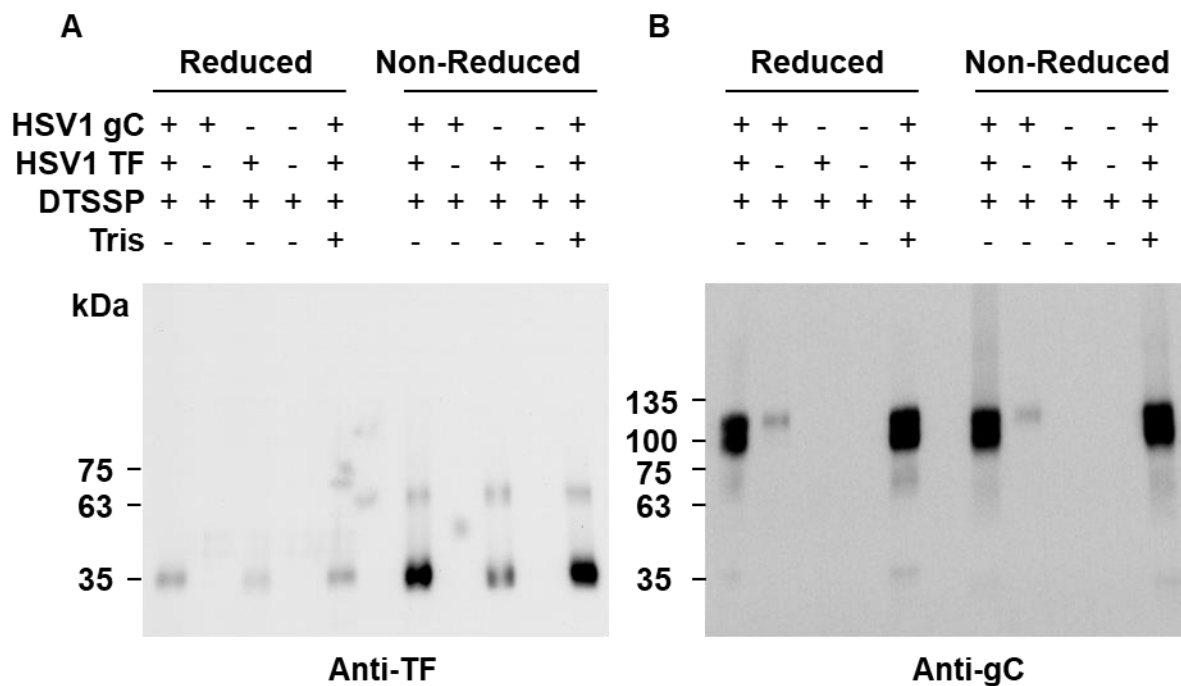 A
B
Reduced Non-Reduced Reduced Non-Reduced
HSV1 gC + + - - + + + - - + + + - - + + + - - +
HSV1 TF + - + - + + - + - + + - + - + + - + - +
DTSSP + + + + + + + + + + + + + + + + + + + +
Tris - - - - + - - - - + - - - - + - - - - +
kDa
75
63
35
135
100
75
63
35
Anti-TF
Anti-gC